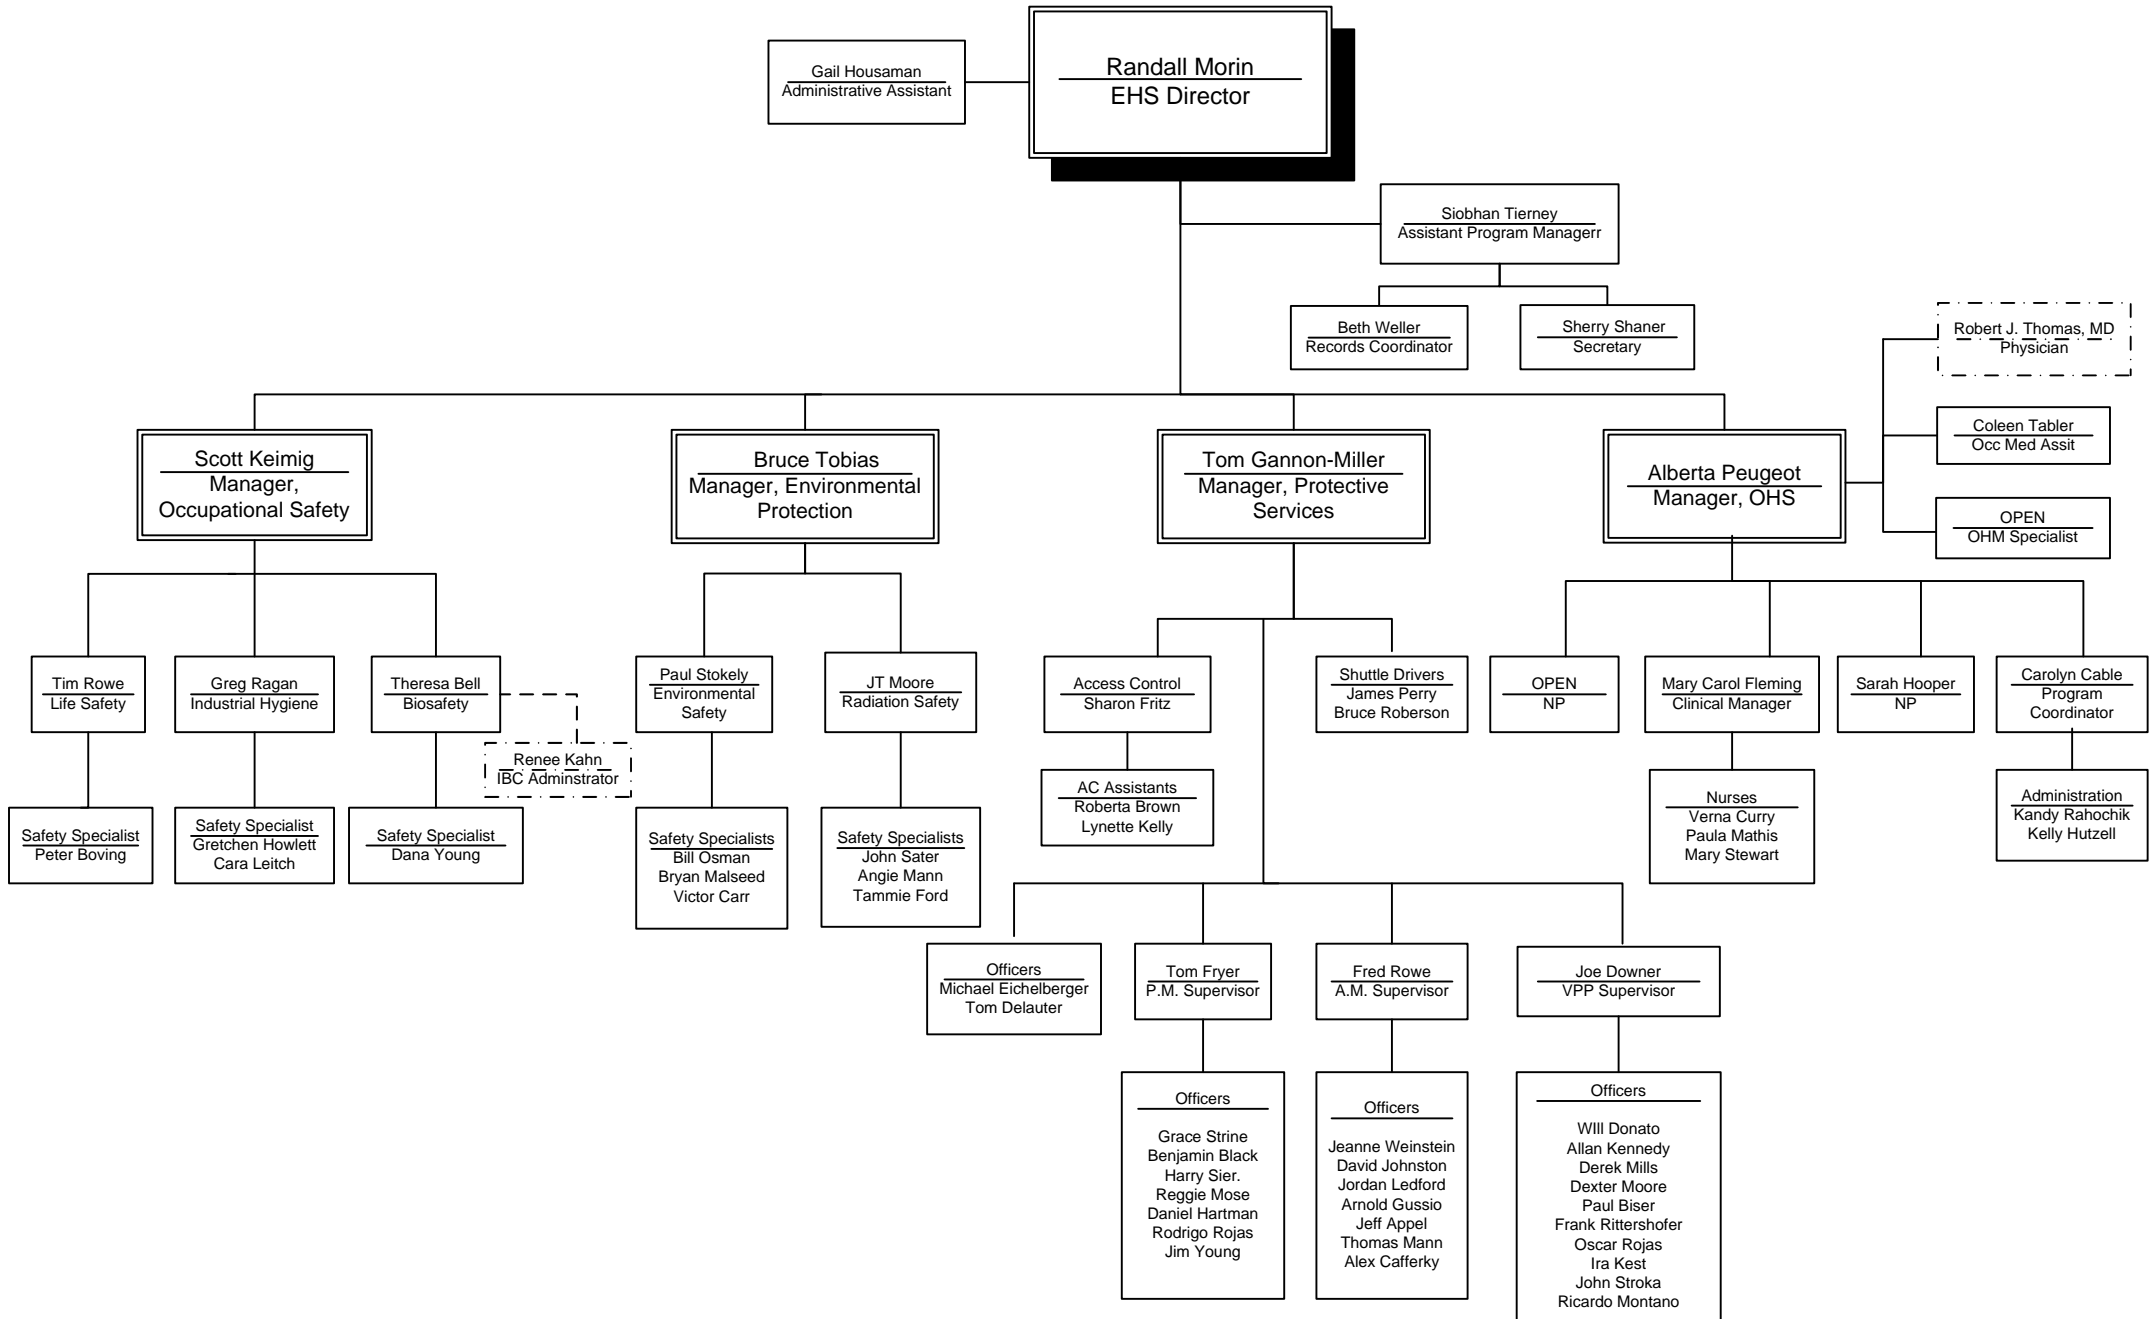 Gail Housaman
Administrative Assistant
Randall Morin
EHS Director
Siobhan Tierney
Assistant Program Managerr
Beth Weller
Records Coordinator
Sherry Shaner
Secretary
Robert J. Thomas, MD
Physician
Coleen Tabler
Occ Med Assit
OPEN
OHM Specialist
Scott Keimig
Manager,
Occupational Safety
Bruce Tobias
Manager, Environmental
Protection
Tom Gannon-Miller
Manager, Protective
Services
Alberta Peugeot
Manager, OHS
Tim Rowe
Life Safety
Greg Ragan
Industrial Hygiene
Theresa Bell
Biosafety
Renee Kahn
IBC Adminstrator
Safety Specialist
Peter Boving
Safety Specialist
Gretchen Howlett
Cara Leitch
Safety Specialist
Dana Young
Paul Stokely
Environmental
Safety
JT Moore
Radiation Safety
Safety Specialists
Bill Osman
Bryan Malseed
Victor Carr
Safety Specialists
John Sater
Angie Mann
Tammie Ford
Access Control
Sharon Fritz
Shuttle Drivers
James Perry
Bruce Roberson
AC Assistants
Roberta Brown
Lynette Kelly
OPEN
NP
Mary Carol Fleming
Clinical Manager
Sarah Hooper
NP
Carolyn Cable
Program
Coordinator
Nurses
Verna Curry
Paula Mathis
Mary Stewart
Administration
Kandy Rahochik
Kelly Hutzell
Officers
Michael Eichelberger
Tom Delauter
Tom Fryer
P.M. Supervisor
Fred Rowe
A.M. Supervisor
Joe Downer
VPP Supervisor
Officers
Grace Strine
Benjamin Black
Harry Sier.
Reggie Mose
Daniel Hartman
Rodrigo Rojas
Jim Young
Officers
Jeanne Weinstein
David Johnston
Jordan Ledford
Arnold Gussio
Jeff Appel
Thomas Mann
Alex Cafferky
Officers
WIll Donato
Allan Kennedy
Derek Mills
Dexter Moore
Paul Biser
Frank Rittershofer
Oscar Rojas
Ira Kest
John Stroka
Ricardo Montano